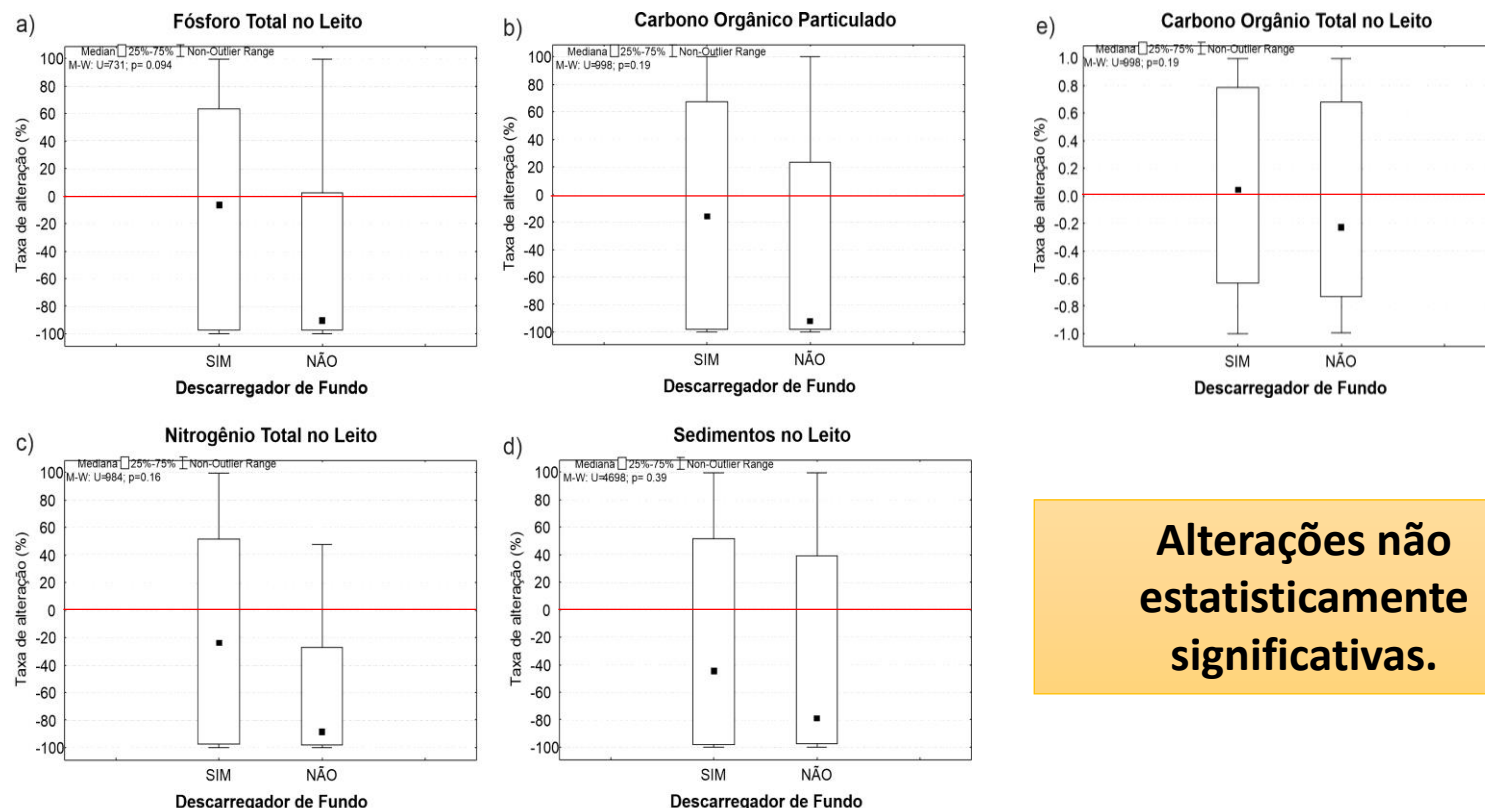 a)
Fósforo Total no Leito
Mediana 25%-75% Non-Outlier Range
M-W: U=731; p= 0.094
Taxa de alteração (%)
100
80
60
40
20
0
-20
-40
-60
-80
-100
SIM NÃO
Descarregador de Fundo
b)
Carbono Orgânico Particulado
Mediana 25%-75% Non-Outlier Range
M-W: U=998; p=0.19
Taxa de alteração (%)
100
80
60
40
20
0
-20
-40
-60
-80
-100
SIM NÃO
Descarregador de Fundo
e)
Carbono Orgânio Total no Leito
Mediana 25%-75% Non-Outlier Range
M-W: U=998; p=0.19
Taxa de alteração (%)
1.0
0.8
0.6
0.4
0.2
0.0
-0.2
-0.4
-0.6
-0.8
-1.0
SIM NÃO
Descarregador de Fundo
c)
Nitrogênio Total no Leito
Mediana 25%-75% Non-Outlier Range
M-W: U=984; p=0.16
Taxa de alteração (%)
100
80
60
40
20
0
-20
-40
-60
-80
-100
SIM NÃO
Descarregador de Fundo
d)
Sedimentos no Leito
Mediana 25%-75% Non-Outlier Range
M-W: U=4698; p= 0.39
Taxa de alteração (%)
100
80
60
40
20
0
-20
-40
-60
-80
-100
SIM NÃO
Descarregador de Fundo
Alterações não
estatisticamente
significativas.